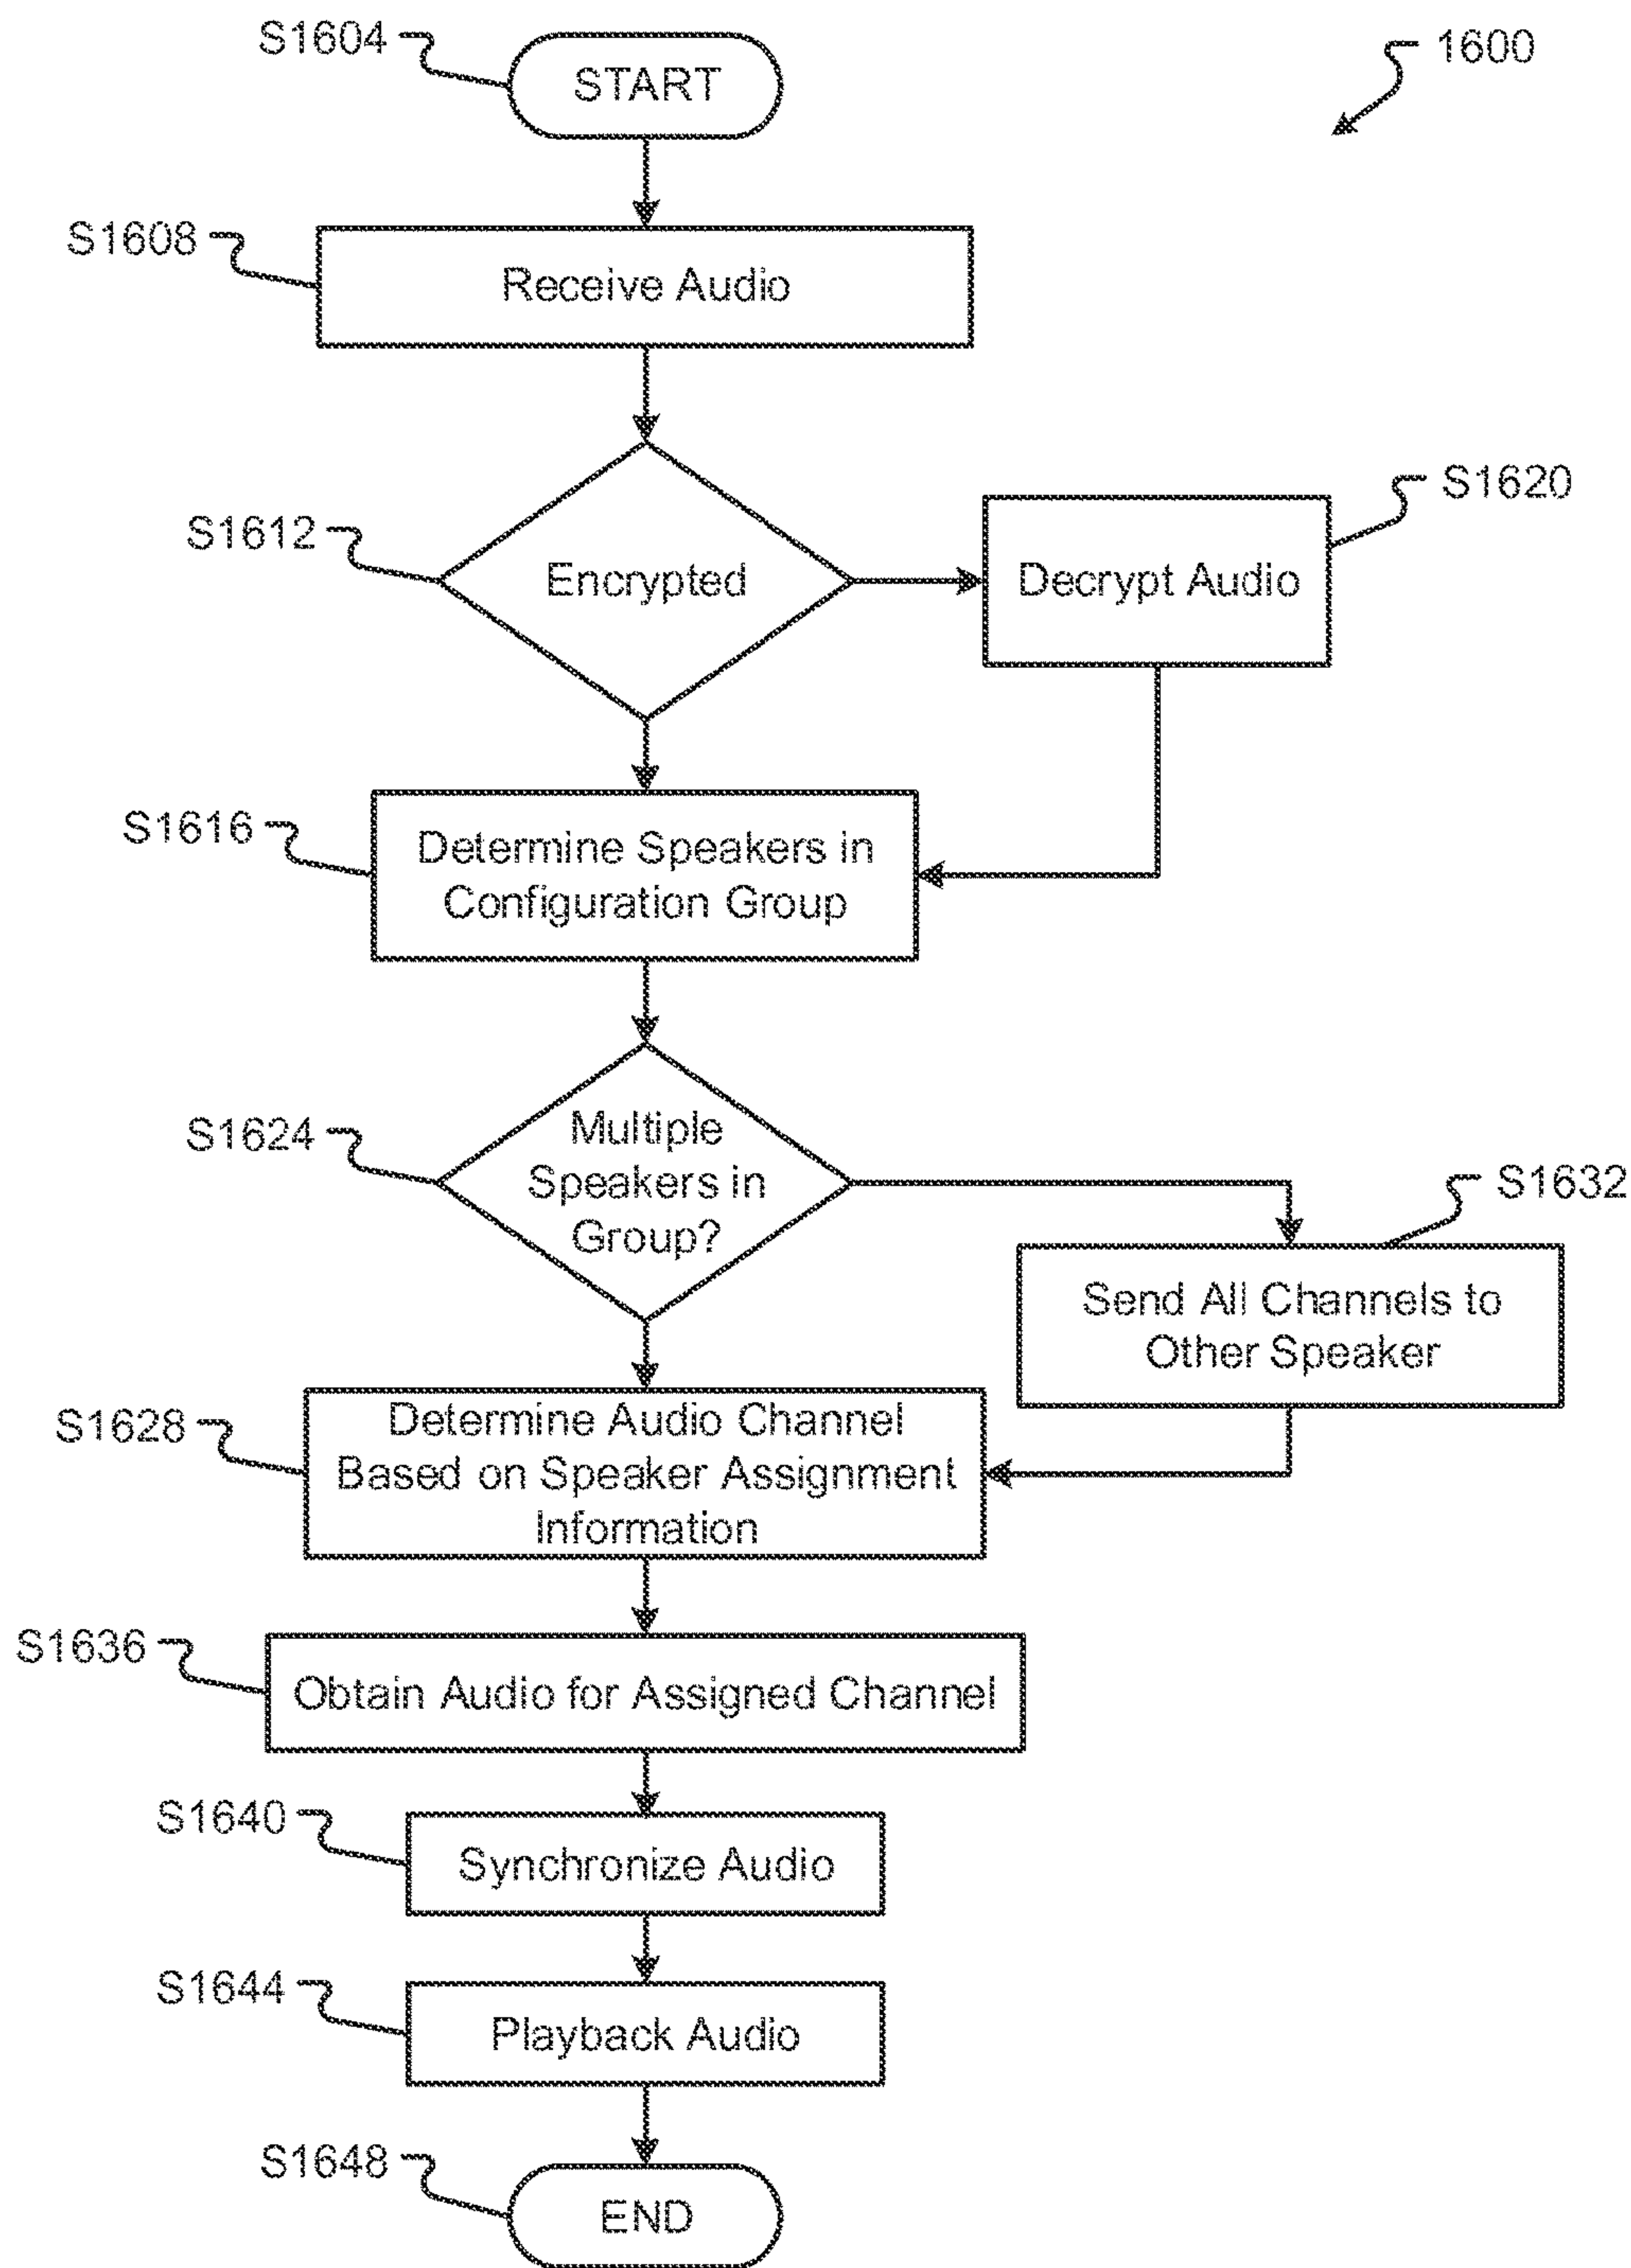 S1604
START
1600
S1608
Receive Audio
S1612
Encrypted
S1620
Decrypt Audio
S1616
Determine Speakers in
Configuration Group
S1624
Multiple
Speakers in
Group?
S1632
Send All Channels to
Other Speaker
S1628
Determine Audio Channel
Based on Speaker Assignment
Information
S1636
Obtain Audio for Assigned Channel
S1640
Synchronize Audio
S1644
Playback Audio
S1648
END